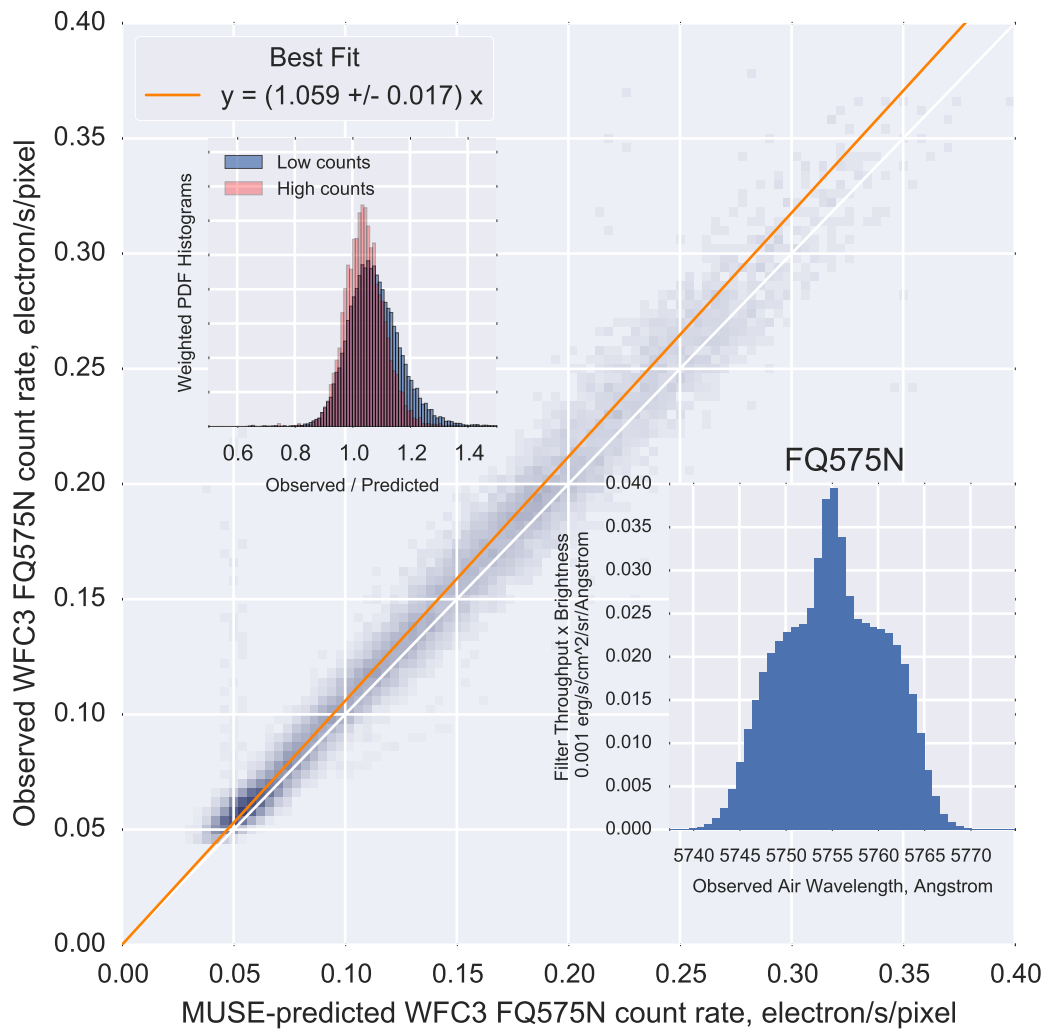 Best Fit
y = (1.059 +/- 0.017) x
Low counts
High counts
Weighted PDF Histograms
0.6 0.8 1.0 1.2 1.4
Observed / Predicted
FQ575N
0.040
0.035
0.030
0.025
0.020
0.015
0.010
0.005
0.000
Filter Throughput x Brightness
0.001 erg/s/cm^2/sr/Angstrom
5740 5745 5750 5755 5760 5765 5770
Observed Air Wavelength, Angstrom
0.40
0.35
0.30
0.25
0.20
0.15
0.10
0.05
0.00
Observed WFC3 FQ575N count rate, electron/s/pixel
0.00 0.05 0.10 0.15 0.20 0.25 0.30 0.35 0.40
MUSE-predicted WFC3 FQ575N count rate, electron/s/pixel